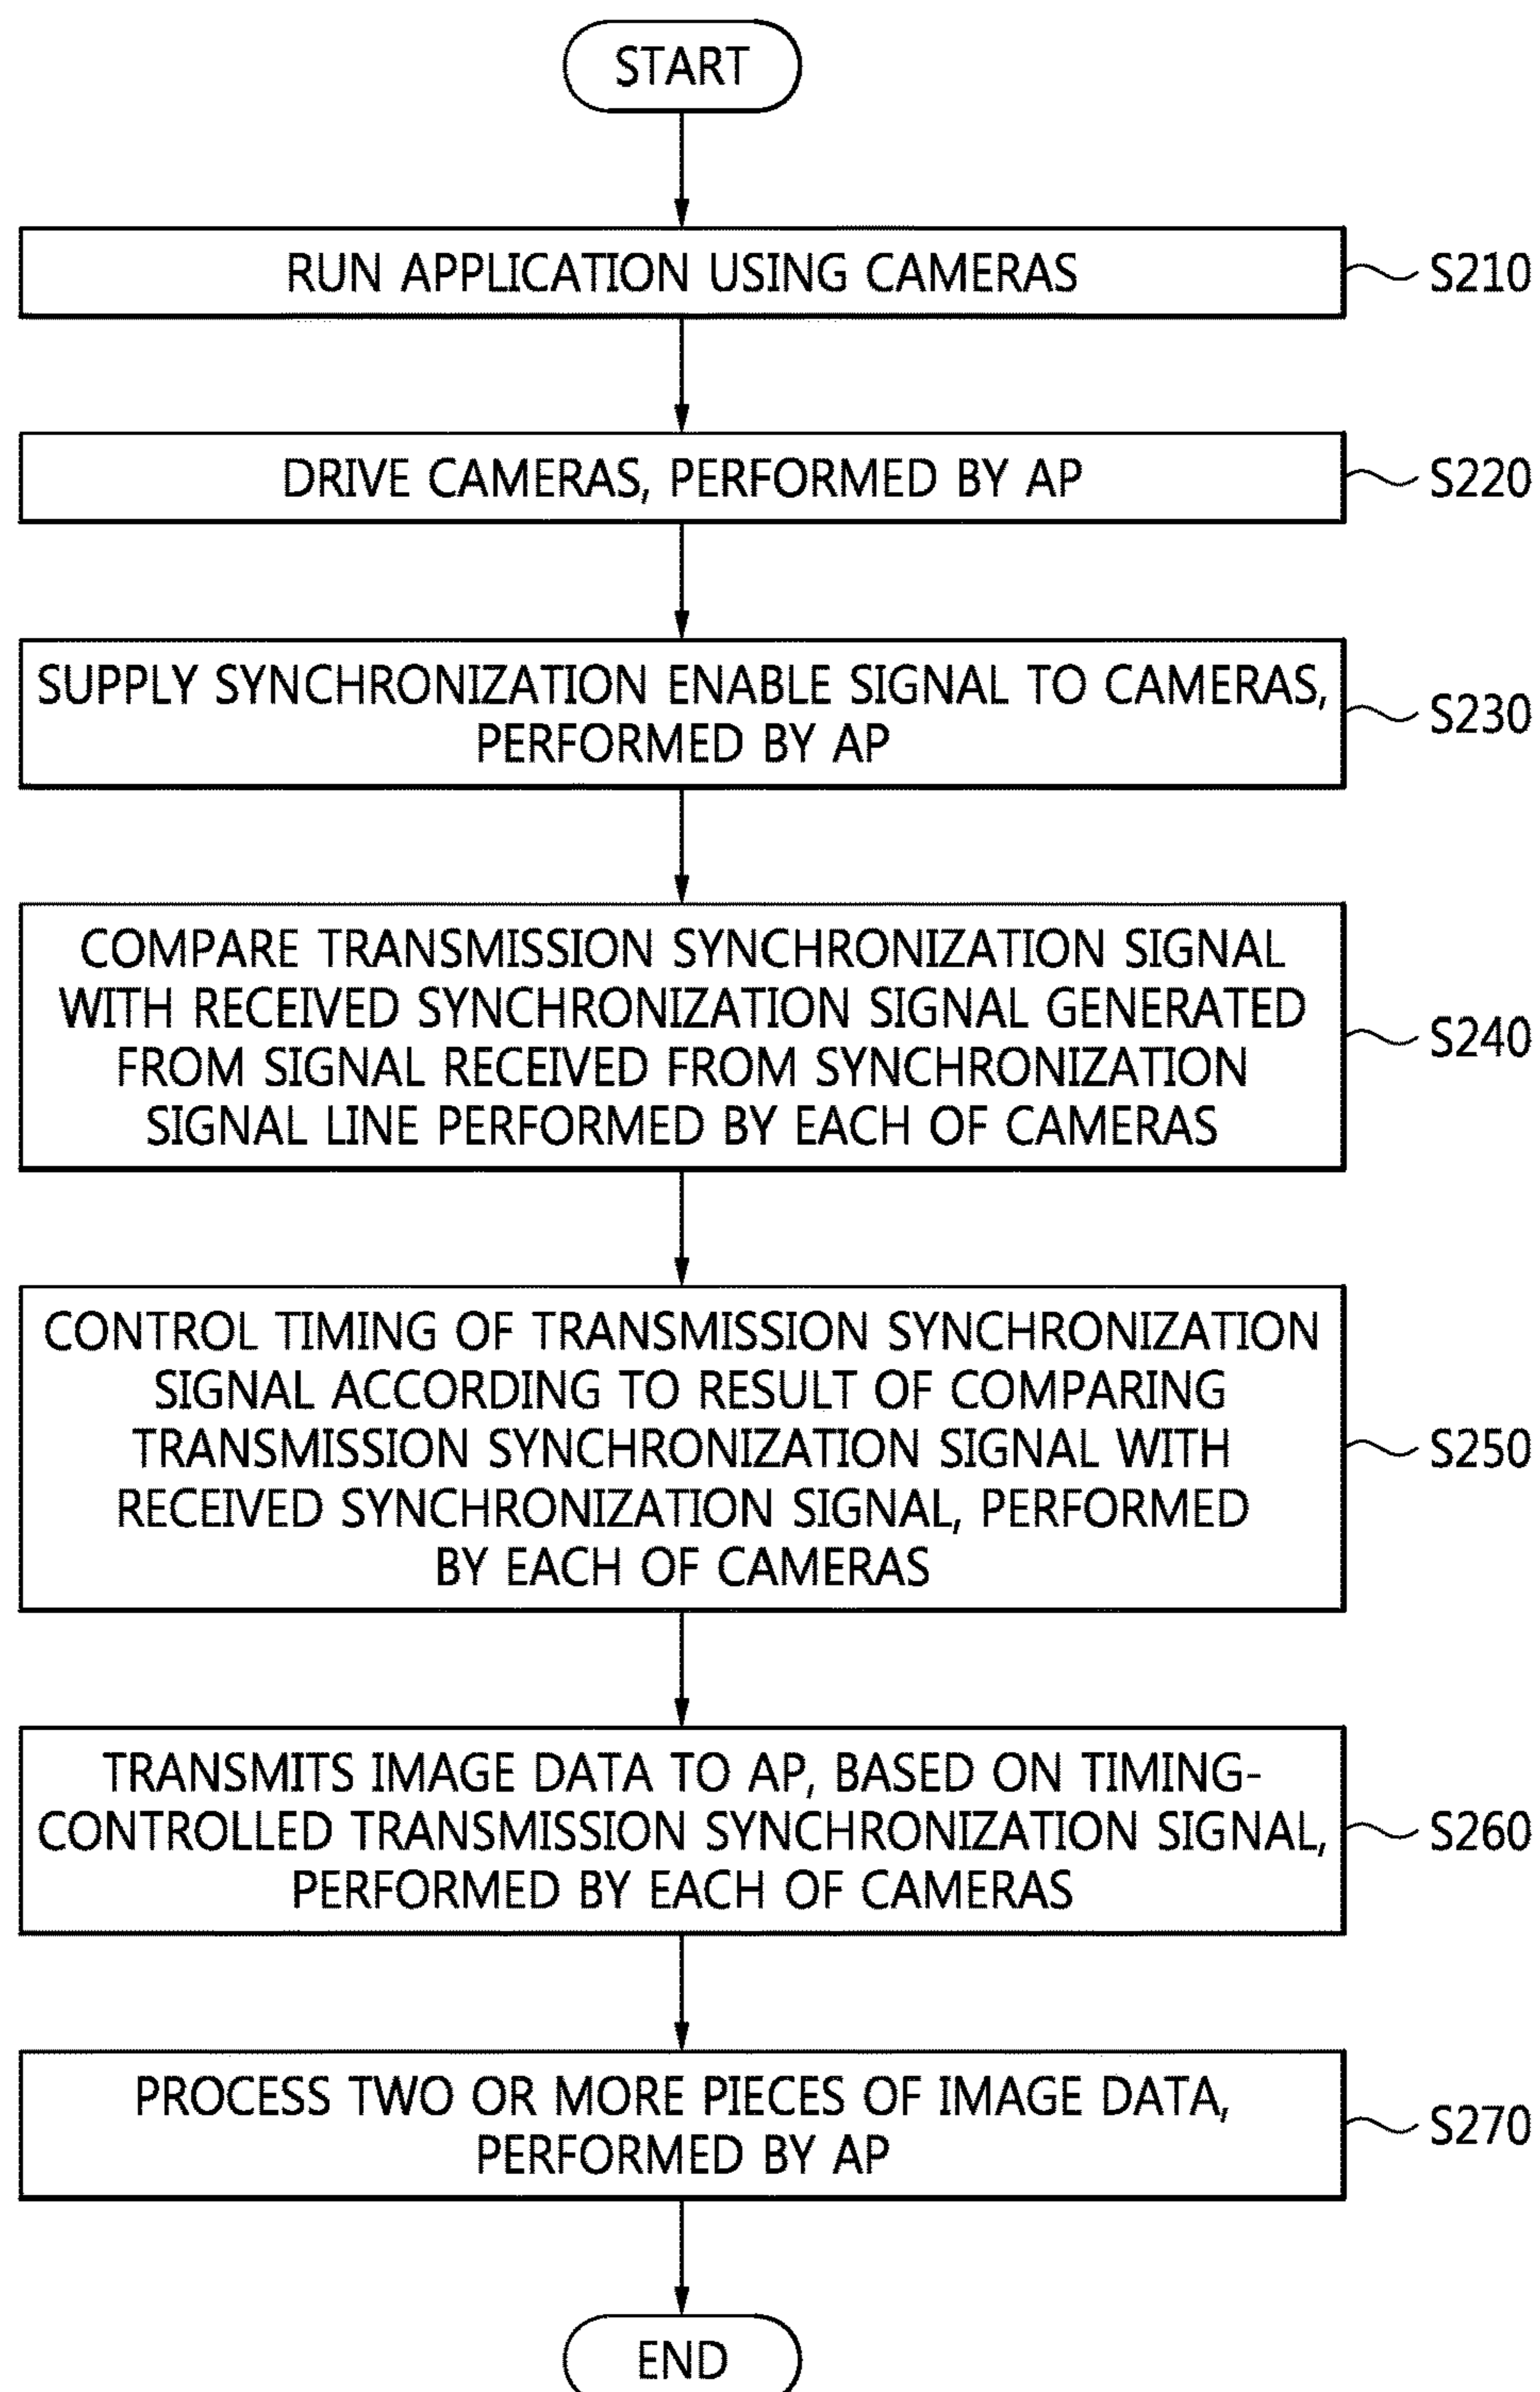 START
RUN APPLICATION USING CAMERAS
S210
DRIVE CAMERAS, PERFORMED BY AP
S220
SUPPLY SYNCHRONIZATION ENABLE SIGNAL TO CAMERAS,
PERFORMED BY AP
S230
COMPARE TRANSMISSION SYNCHRONIZATION SIGNAL
WITH RECEIVED SYNCHRONIZATION SIGNAL GENERATED
FROM SIGNAL RECEIVED FROM SYNCHRONIZATION
SIGNAL LINE PERFORMED BY EACH OF CAMERAS
S240
CONTROL TIMING OF TRANSMISSION SYNCHRONIZATION
SIGNAL ACCORDING TO RESULT OF COMPARING
TRANSMISSION SYNCHRONIZATION SIGNAL WITH
RECEIVED SYNCHRONIZATION SIGNAL, PERFORMED
BY EACH OF CAMERAS
S250
TRANSMITS IMAGE DATA TO AP, BASED ON TIMING-
CONTROLLED TRANSMISSION SYNCHRONIZATION SIGNAL,
PERFORMED BY EACH OF CAMERAS
S260
PROCESS TWO OR MORE PIECES OF IMAGE DATA,
PERFORMED BY AP
S270
END